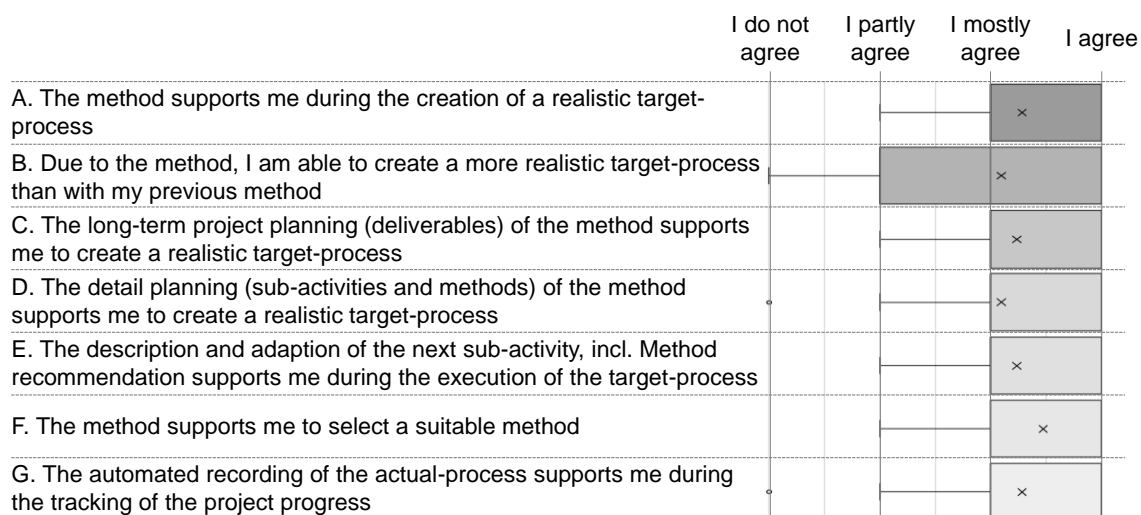 I do not agree
I partly agree
I mostly agree
I agree
A. The method supports me during the creation of a realistic target-
process
B. Due to the method, I am able to create a more realistic target-process
than with my previous method
C. The long-term project planning (deliverables) of the method supports
me to create a realistic target-process
D. The detail planning (sub-activities and methods) of the method
supports me to create a realistic target-process
E. The description and adaption of the next sub-activity, incl. Method
recommendation supports me during the execution of the target-process
F. The method supports me to select a suitable method
G. The automated recording of the actual-process supports me during
the tracking of the project progress